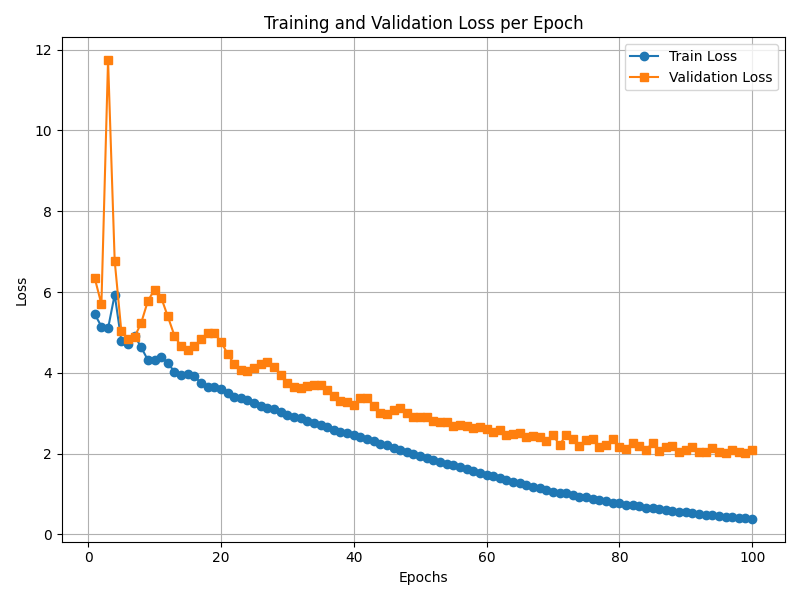 Training and Validation Loss per Epoch
12
10
8
6
4
2
0
Loss
Train Loss
Validation Loss
0 20 40 60 80 100
Epochs